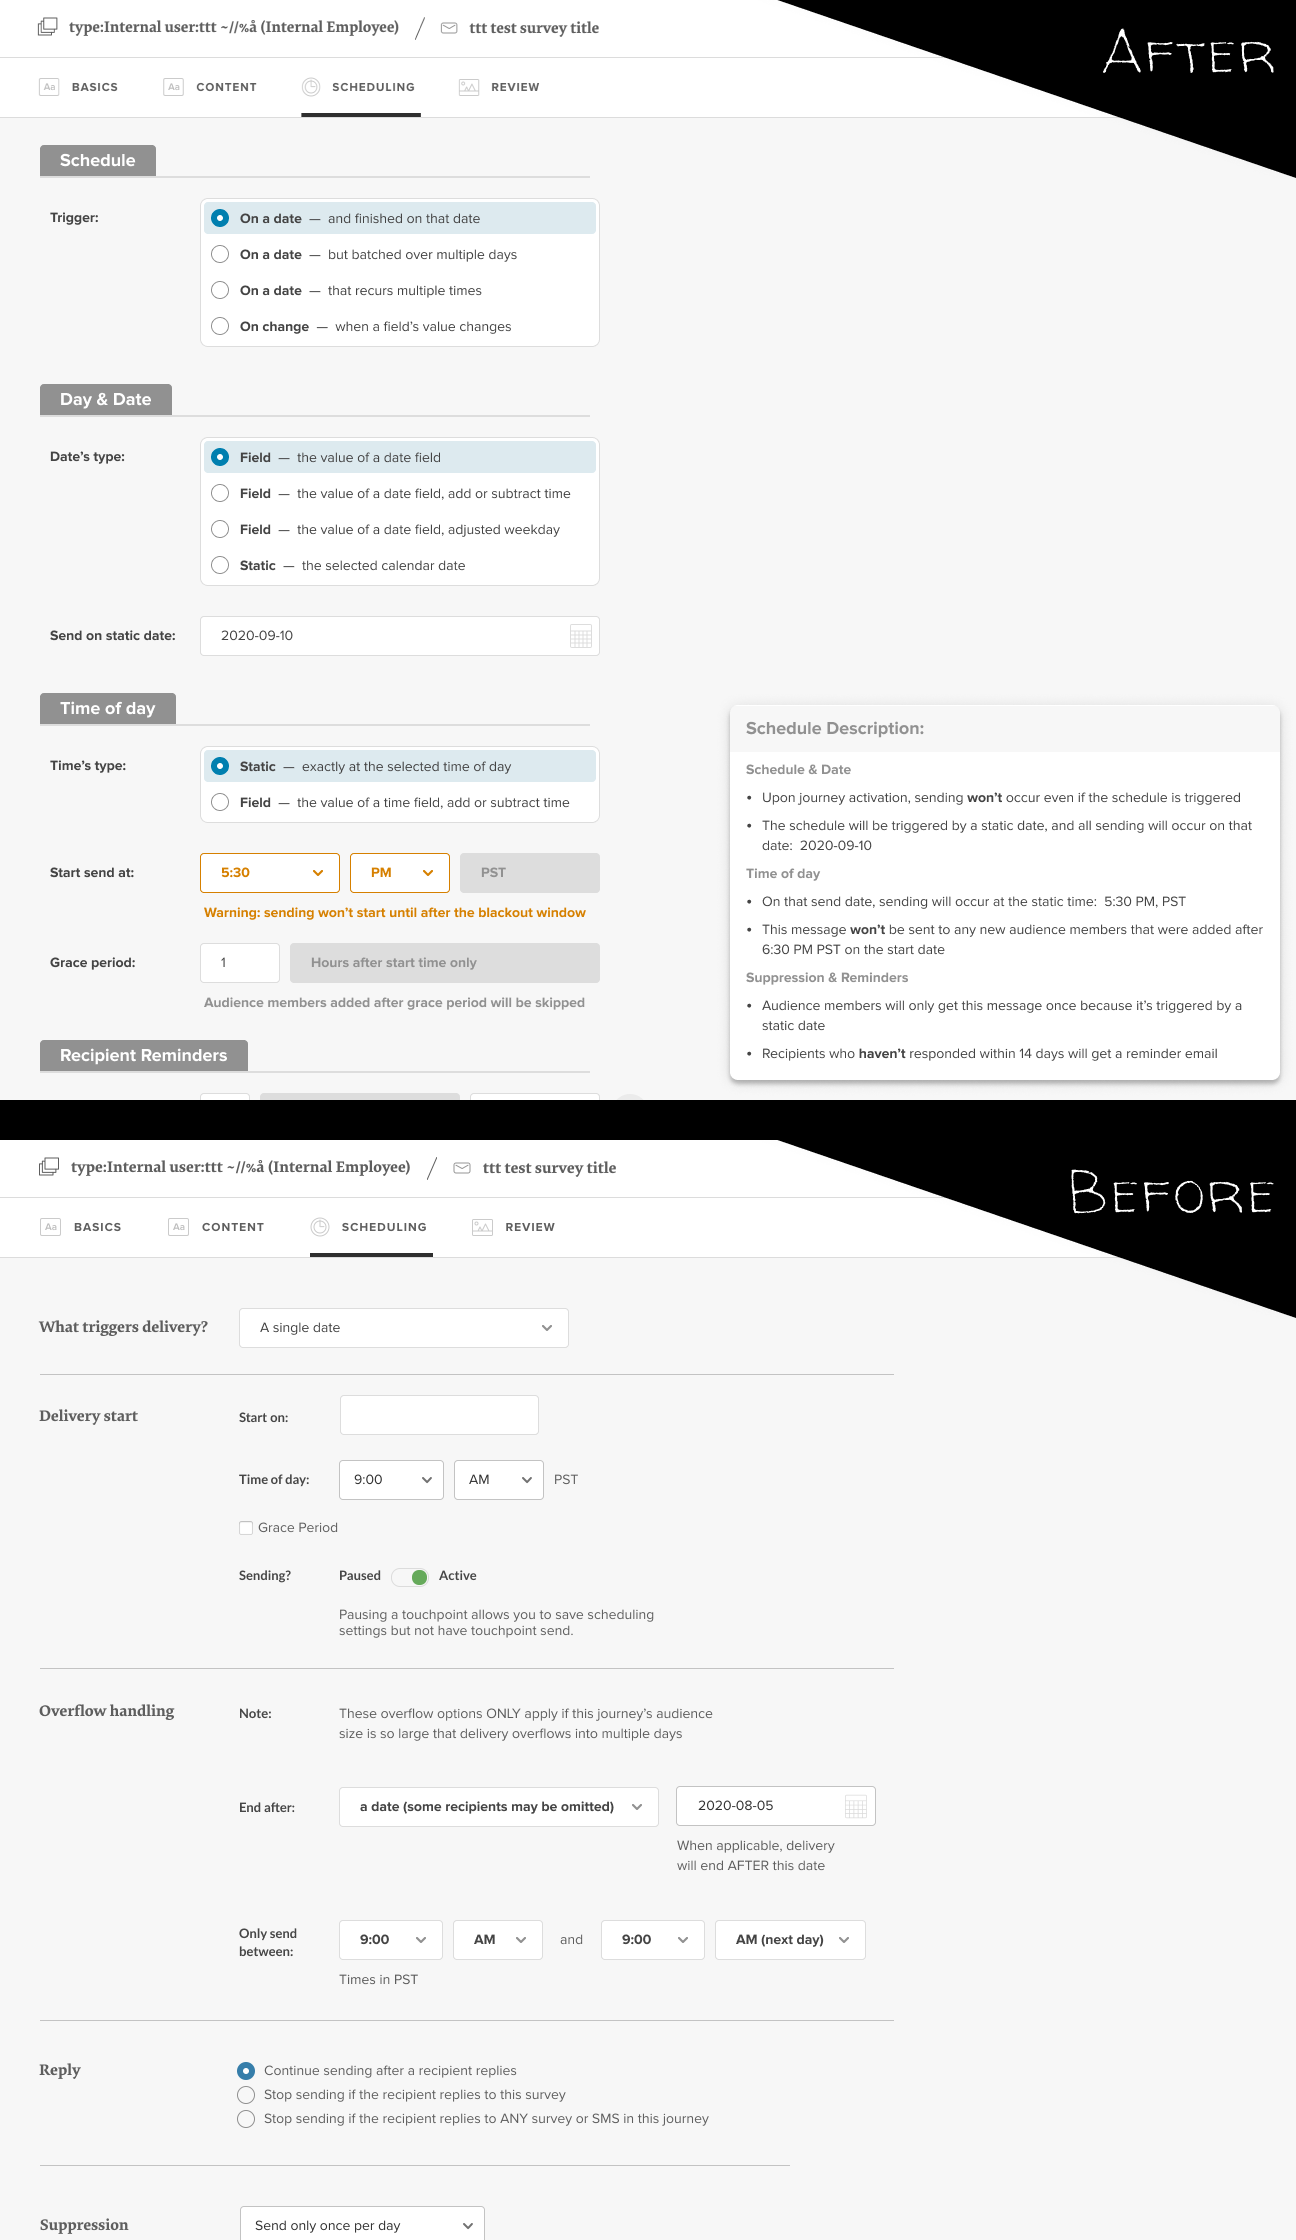 type:Internal user:ttt ~//%å (Internal Employee) / ttt test survey title
AFTER
Aa BASICS Aa CONTENT SCHEDULING REVIEW
Schedule
Trigger:
On a date — and finished on that date
On a date — but batched over multiple days
On a date — that recurs multiple times
On change — when a field's value changes
Day & Date
Date's type:
Field — the value of a date field
Field — the value of a date field, add or subtract time
Field — the value of a date field, adjusted weekday
Static — the selected calendar date
Send on static date: 2020-09-10
Time of day
Time's type:
Static — exactly at the selected time of day
Field — the value of a time field, add or subtract time
Start send at: 5:30 PM PST
Warning: sending won't start until after the blackout window
Grace period: 1 Hours after start time only
Audience members added after grace period will be skipped
Recipient Reminders
Schedule Description:
Schedule & Date
• Upon journey activation, sending won't occur even if the schedule is triggered
• The schedule will be triggered by a static date, and all sending will occur on that
date: 2020-09-10
Time of day
• On that send date, sending will occur at the static time: 5:30 PM, PST
• This message won't be sent to any new audience members that were added after
6:30 PM PST on the start date
Suppression & Reminders
• Audience members will only get this message once because it's triggered by a
static date
• Recipients who haven't responded within 14 days will get a reminder email
type:Internal user:ttt ~//%å (Internal Employee) / ttt test survey title
BEFORE
Aa BASICS Aa CONTENT SCHEDULING REVIEW
What triggers delivery? A single date
Delivery start
Start on:
Time of day: 9:00 AM PST
Grace Period
Sending? Paused Active
Pausing a touchpoint allows you to save scheduling
settings but not have touchpoint send.
Overflow handling
Note: These overflow options ONLY apply if this journey's audience
size is so large that delivery overflows into multiple days
End after: a date (some recipients may be omitted) 2020-08-05
When applicable, delivery
will end AFTER this date
Only send
between:
9:00 AM and 9:00 AM (next day)
Times in PST
Reply
Continue sending after a recipient replies
Stop sending if the recipient replies to this survey
Stop sending if the recipient replies to ANY survey or SMS in this journey
Suppression Send only once per day